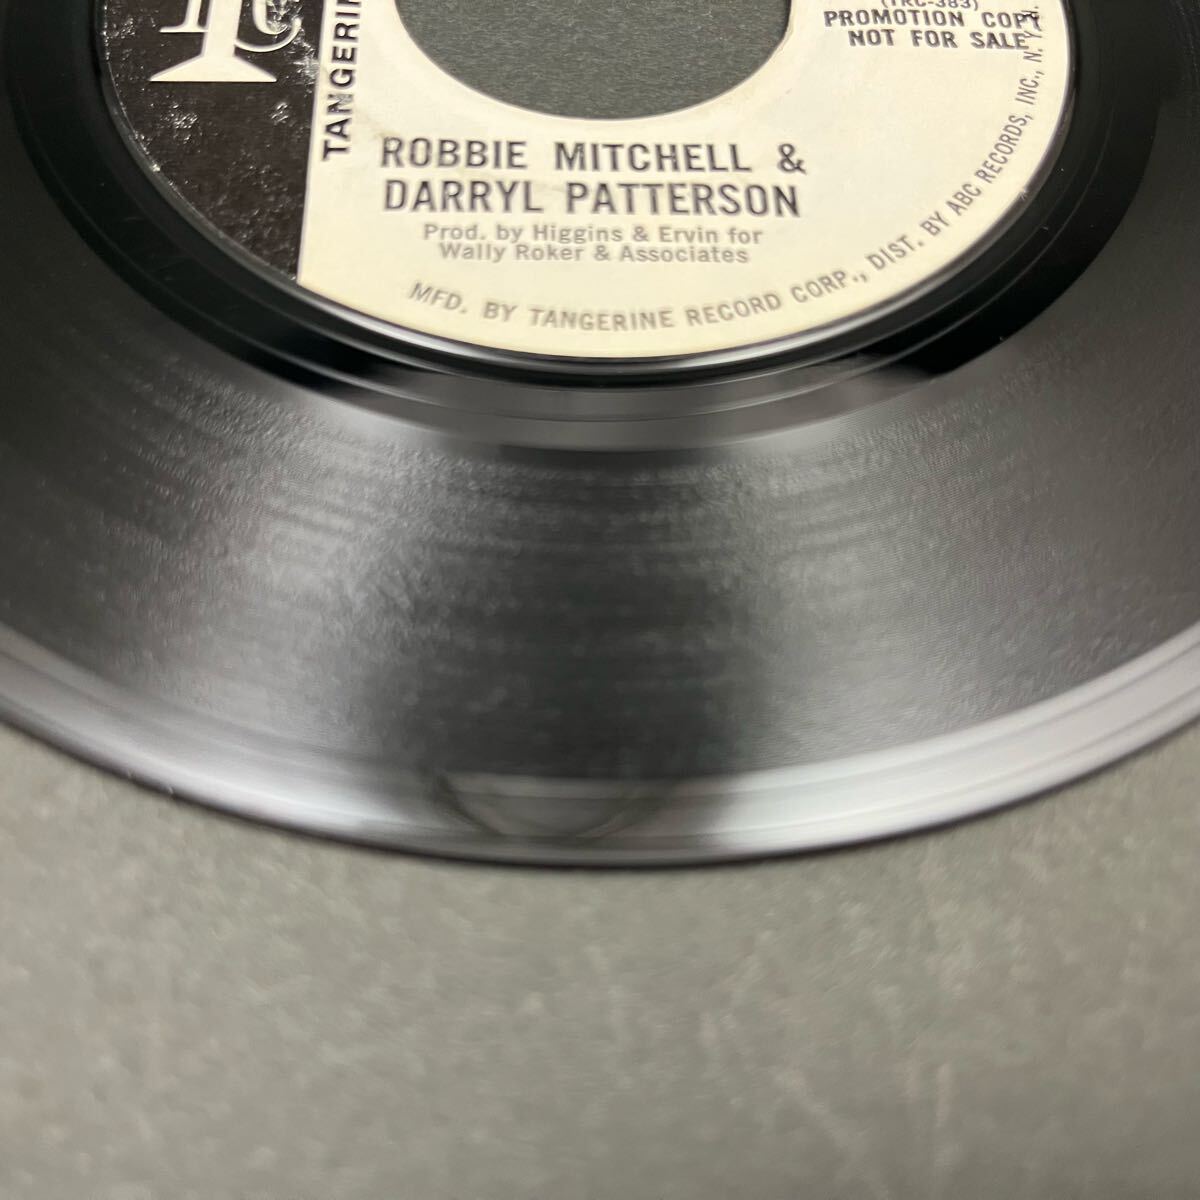 (TRC-383)
PROMOTION COPY
NOT FOR SALE
ROBBIE MITCHELL &
DARRYL PATTERSON
Prod. by Higgins & Ervin for
Wally Roker & Associates
MFD. BY TANGERINE RECORD CORP., DIST. BY ABC RECORDS, INC., N.Y.